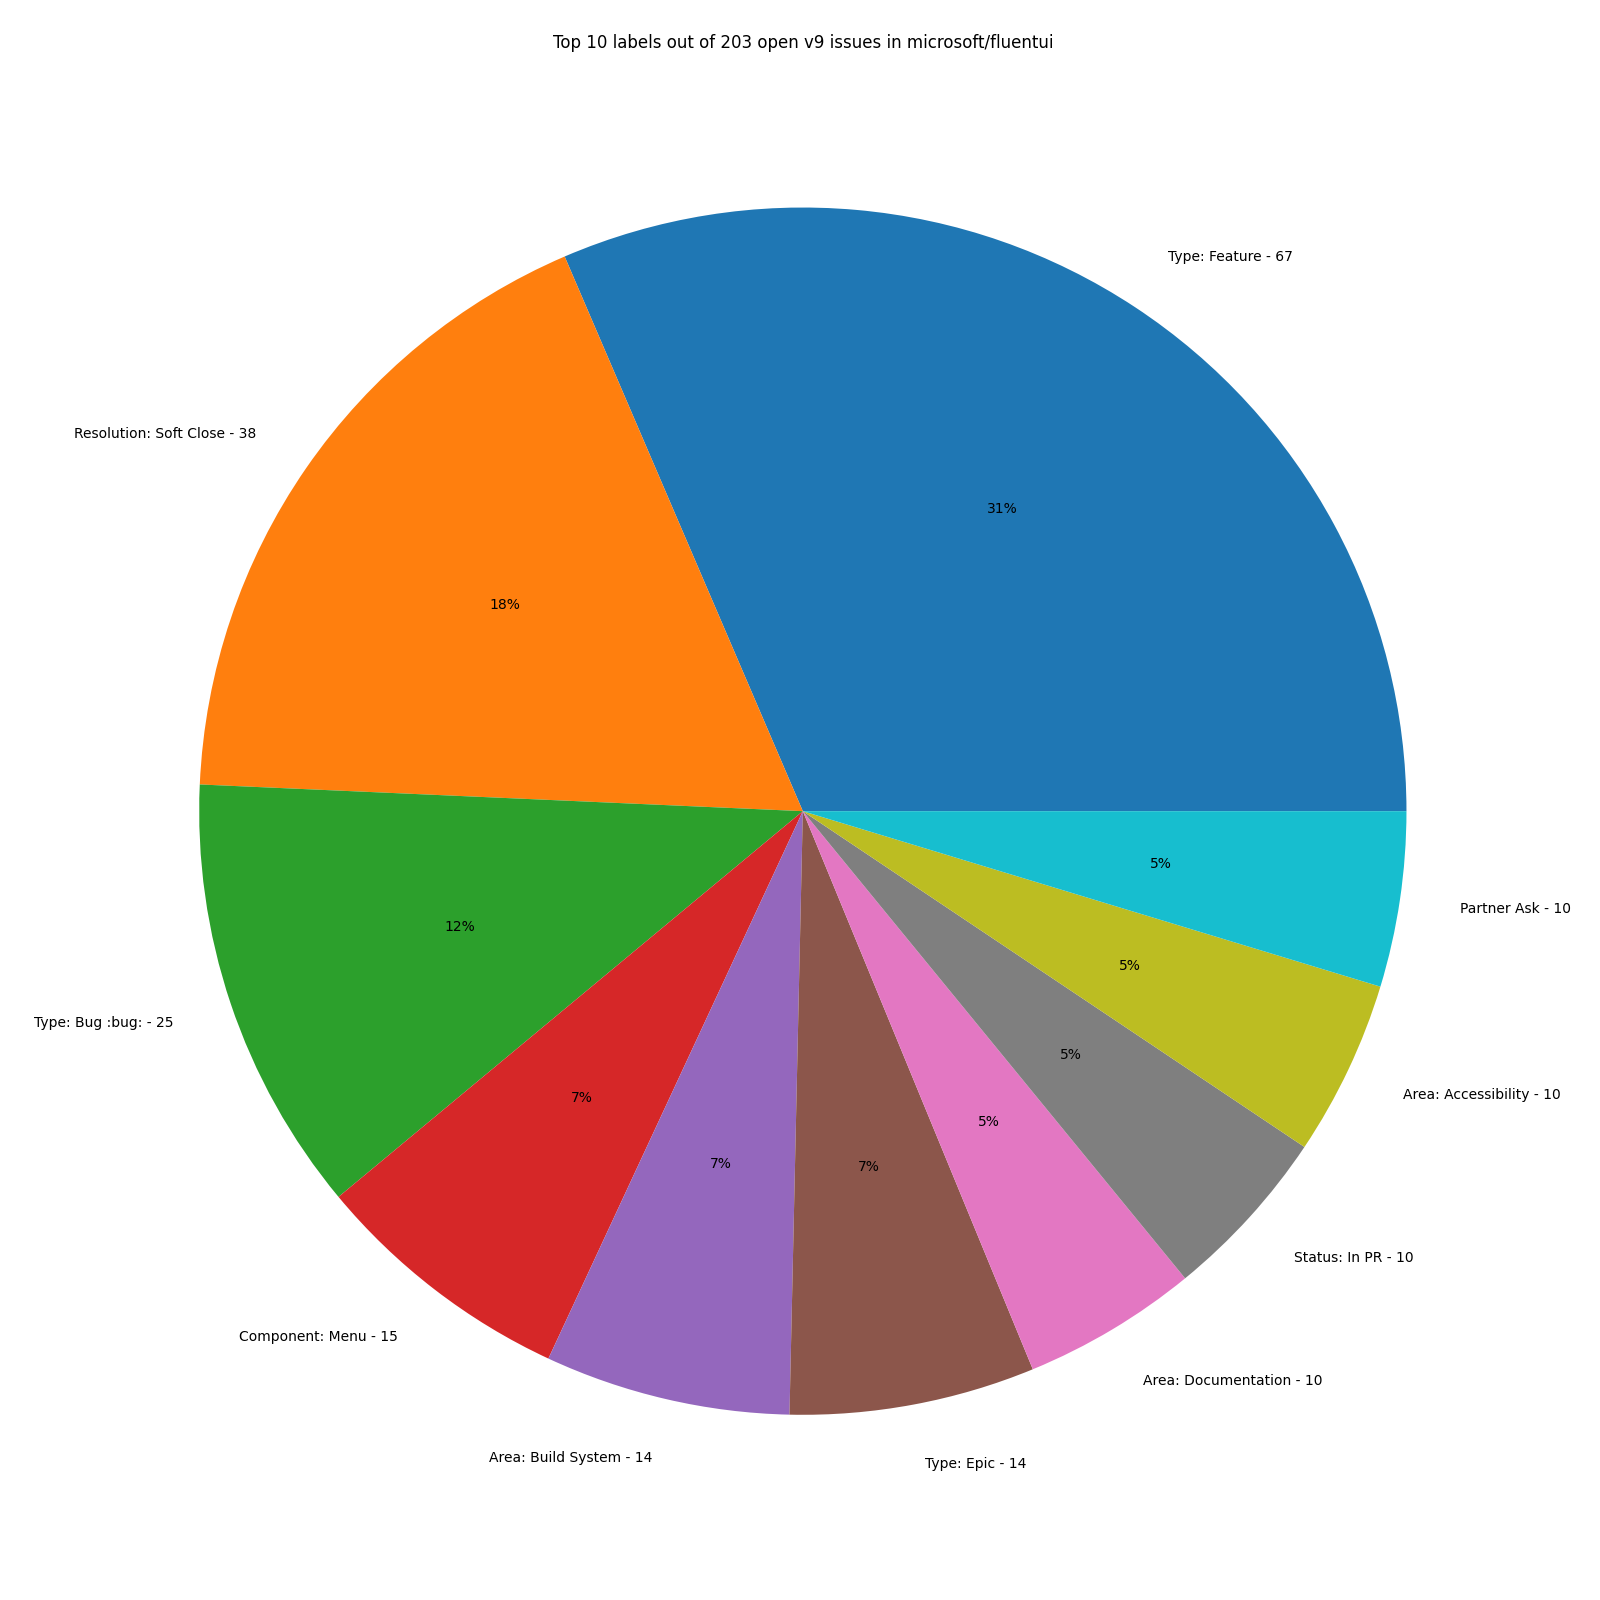 Top 10 labels out of 203 open v9 issues in microsoft/fluentui
Type: Feature - 67
31%
Resolution: Soft Close - 38
18%
Type: Bug :bug: - 25
12%
Component: Menu - 15
7%
Area: Build System - 14
7%
Type: Epic - 14
7%
Area: Documentation - 10
5%
Status: In PR - 10
5%
Area: Accessibility - 10
5%
Partner Ask - 10
5%